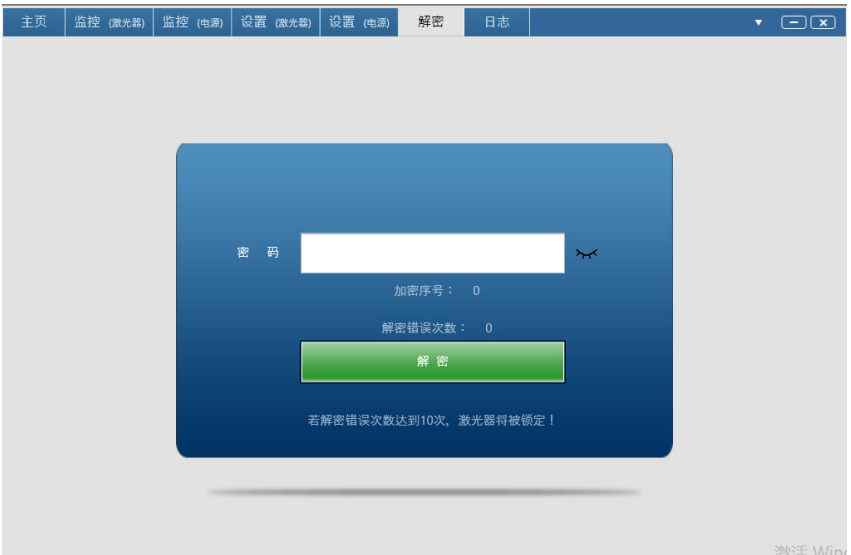 主页 监控 (激光器) 监控 (电源) 设置 (激光器) 设置 (电源) 解密 日志
密 码
加密序号： 0
解密错误次数： 0
解 密
若解密错误次数达到10次，激光器将被锁定！
激活 Wind